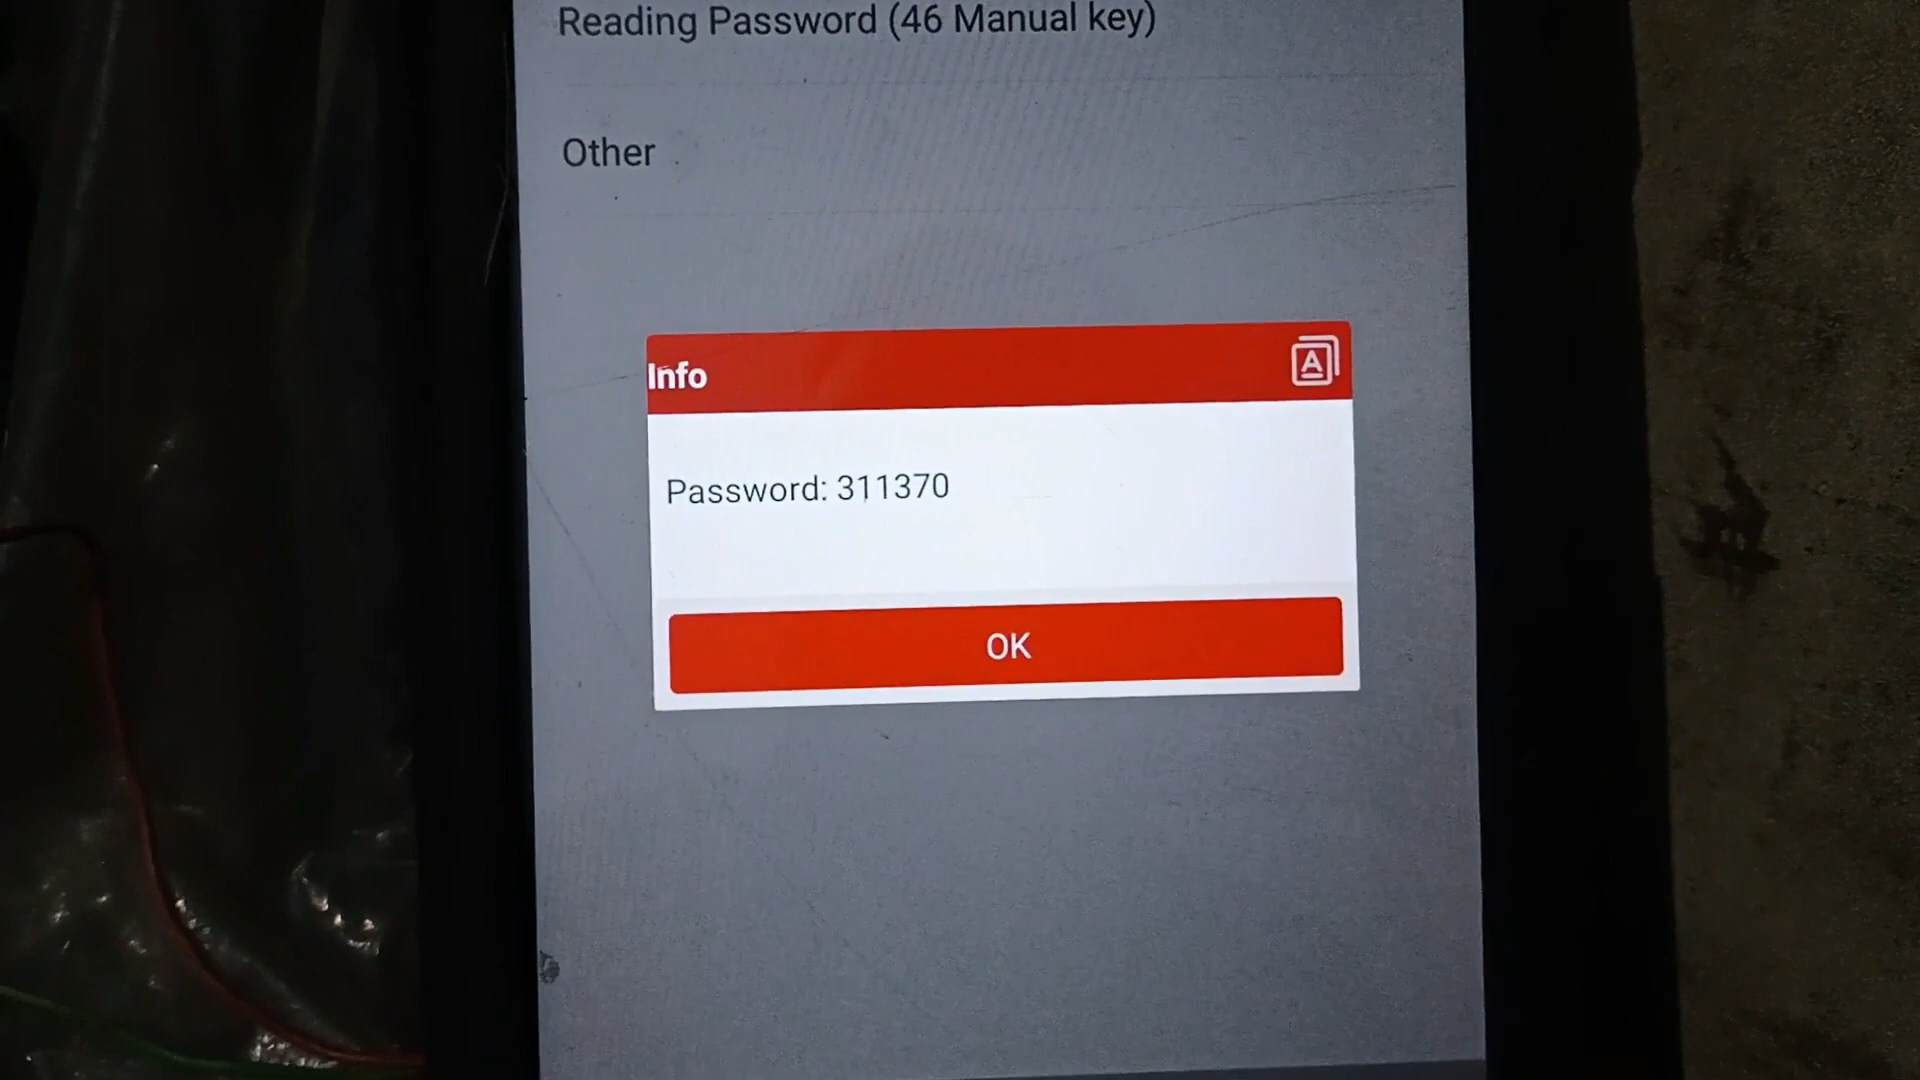 Reading Password (46 Manual key)
Other
Info
A
Password: 311370
OK